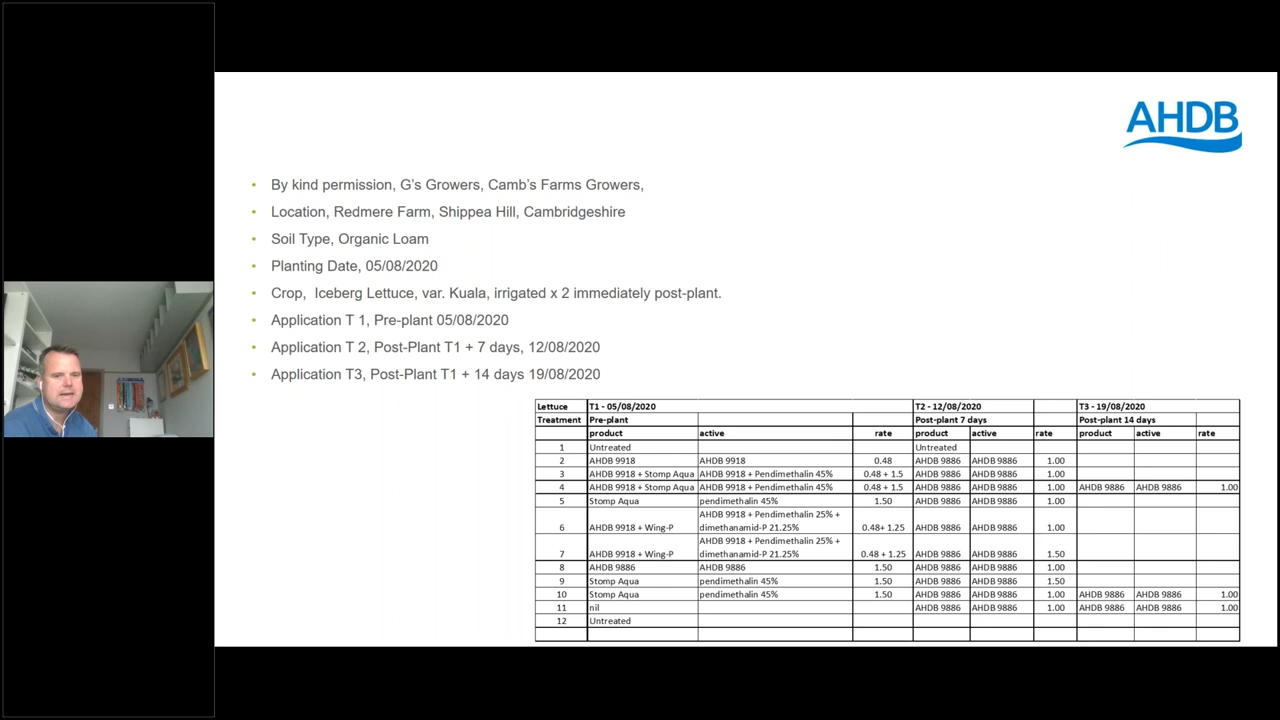 AHDB
• By kind permission, G's Growers, Camb's Farms Growers,
• Location, Redmere Farm, Shippea Hill, Cambridgeshire
• Soil Type, Organic Loam
• Planting Date, 05/08/2020
• Crop, Iceberg Lettuce, var. Kuala, irrigated x 2 immediately post-plant.
• Application T 1, Pre-plant 05/08/2020
• Application T 2, Post-Plant T1 + 7 days, 12/08/2020
• Application T3, Post-Plant T1 + 14 days 19/08/2020
Lettuce T1 - 05/08/2020 T2 - 12/08/2020 T3 - 19/08/2020
Treatment Pre-plant Post-plant 7 days Post-plant 14 days
product active rate product active rate product active rate
1 Untreated Untreated
2 AHDB 9918 AHDB 9918 0.48 AHDB 9886 AHDB 9886 1.00
3 AHDB 9918 + Stomp Aqua AHDB 9918 + Pendimethalin 45% 0.48 + 1.5 AHDB 9886 AHDB 9886 1.00
4 AHDB 9918 + Stomp Aqua AHDB 9918 + Pendimethalin 45% 0.48 + 1.5 AHDB 9886 AHDB 9886 1.00 AHDB 9886 AHDB 9886 1.00
5 Stomp Aqua pendimethalin 45% 1.50 AHDB 9886 AHDB 9886 1.00
AHDB 9918 + Pendimethalin 25% +
6 AHDB 9918 + Wing-P dimethanamid-P 21.25% 0.48+ 1.25 AHDB 9886 AHDB 9886 1.00
AHDB 9918 + Pendimethalin 25% +
7 AHDB 9918 + Wing-P dimethanamid-P 21.25% 0.48 + 1.25 AHDB 9886 AHDB 9886 1.50
8 AHDB 9886 AHDB 9886 1.50 AHDB 9886 AHDB 9886 1.00
9 Stomp Aqua pendimethalin 45% 1.50 AHDB 9886 AHDB 9886 1.50
10 Stomp Aqua pendimethalin 45% 1.50 AHDB 9886 AHDB 9886 1.00 AHDB 9886 AHDB 9886 1.00
11 nil AHDB 9886 AHDB 9886 1.00 AHDB 9886 AHDB 9886 1.00
12 Untreated